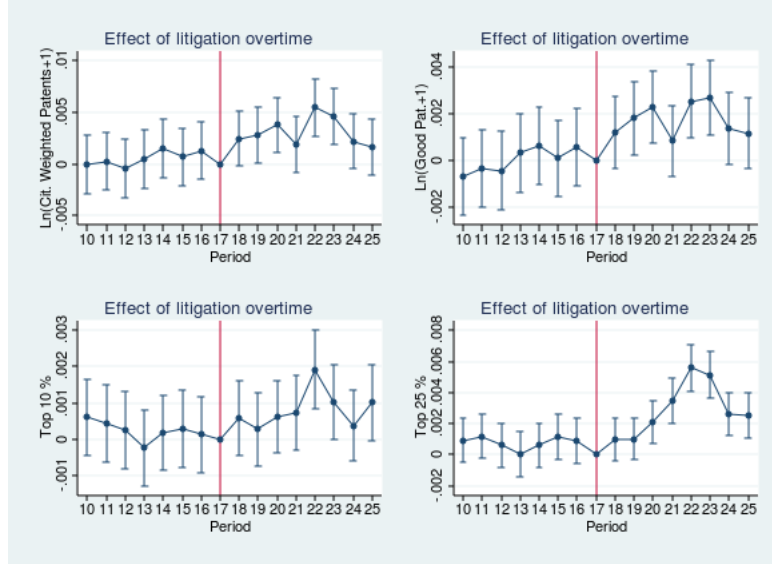 Effect of litigation overtime
Ln(Cit. Weighted Patents+1)
.01
.005
0
-.005
10 11 12 13 14 15 16 17 18 19 20 21 22 23 24 25
Period
Effect of litigation overtime
Ln(Good Pat.+1)
.004
.002
0
-.002
10 11 12 13 14 15 16 17 18 19 20 21 22 23 24 25
Period
Effect of litigation overtime
Top 10 %
.003
.002
.001
0
-.001
10 11 12 13 14 15 16 17 18 19 20 21 22 23 24 25
Period
Effect of litigation overtime
Top 25 %
.008
.006
.004
.002
0
-.002
10 11 12 13 14 15 16 17 18 19 20 21 22 23 24 25
Period